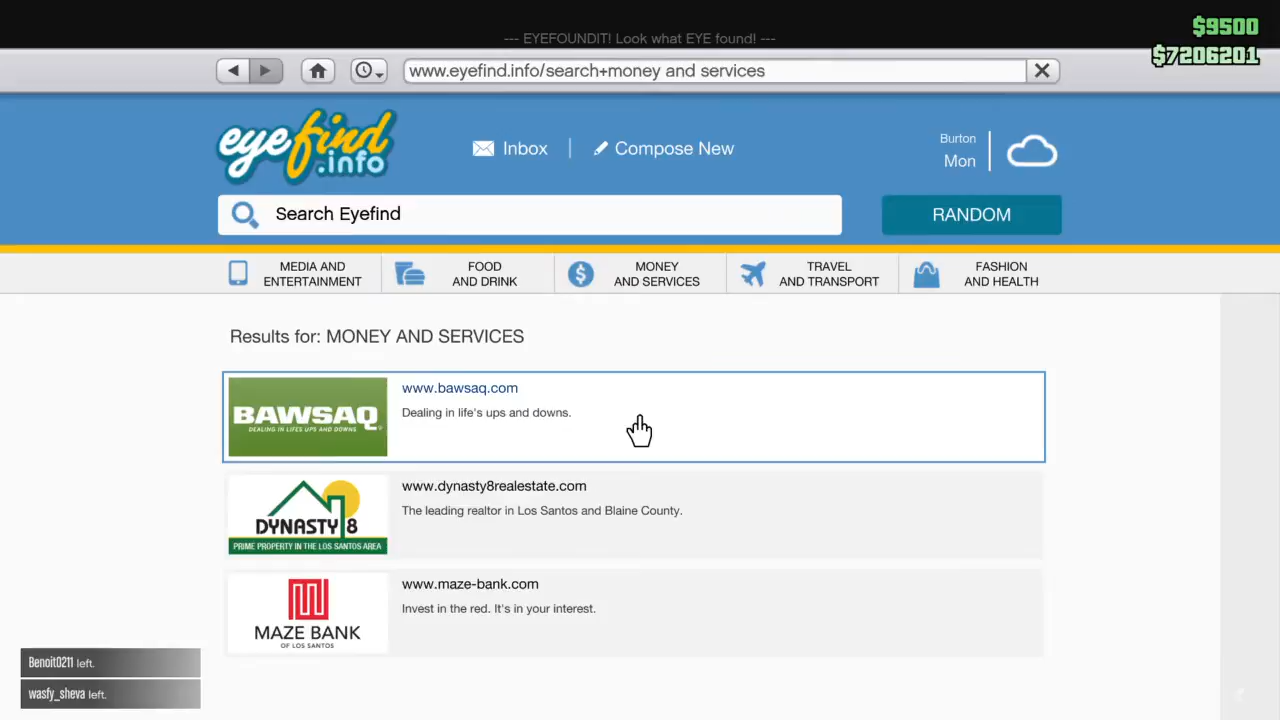 $9500
--- EYEFOUNDIT! Look what EYE found! ---
$7206201
www.eyefind.info/search+money and services
eyefind
.info
Inbox
Compose New
Burton
Mon
Search Eyefind
RANDOM
MEDIA AND
ENTERTAINMENT
FOOD
AND DRINK
MONEY
AND SERVICES
TRAVEL
AND TRANSPORT
FASHION
AND HEALTH
Results for: MONEY AND SERVICES
BAWSAQ
DEALING IN LIFES UPS AND DOWNS
www.bawsaq.com
Dealing in life's ups and downs.
DYNASTY 8
PRIME PROPERTY IN THE LOS SANTOS AREA
www.dynasty8realestate.com
The leading realtor in Los Santos and Blaine County.
MAZE BANK
OF LOS SANTOS
www.maze-bank.com
Invest in the red. It's in your interest.
Benoit0211 left.
wasfy_sheva left.